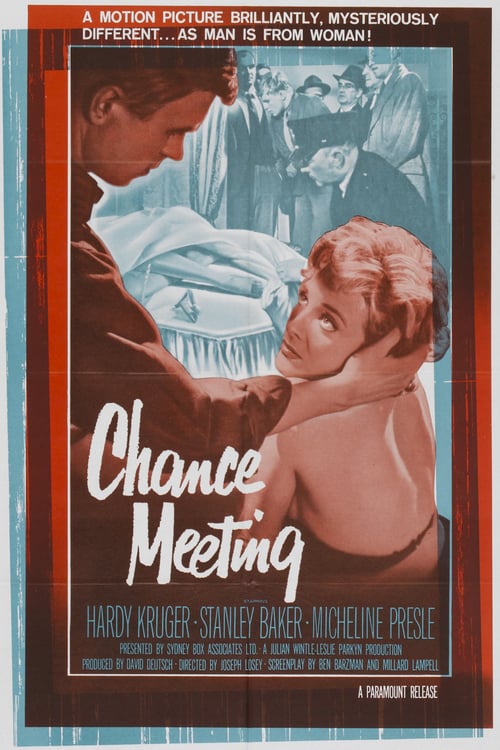 A MOTION PICTURE BRILLIANTLY, MYSTERIOUSLY
DIFFERENT...AS MAN IS FROM WOMAN!
Chance
Meeting
STARRING
HARDY KRUGER · STANLEY BAKER · MICHELINE PRESLE
PRESENTED BY SYDNEY BOX ASSOCIATES LTD. · A JULIAN WINTLE-LESLIE PARKYN PRODUCTION
PRODUCED BY DAVID DEUTSCH · DIRECTED BY JOSEPH LOSEY · SCREENPLAY BY BEN BARZMAN AND MILLARD LAMPELL
A PARAMOUNT RELEASE